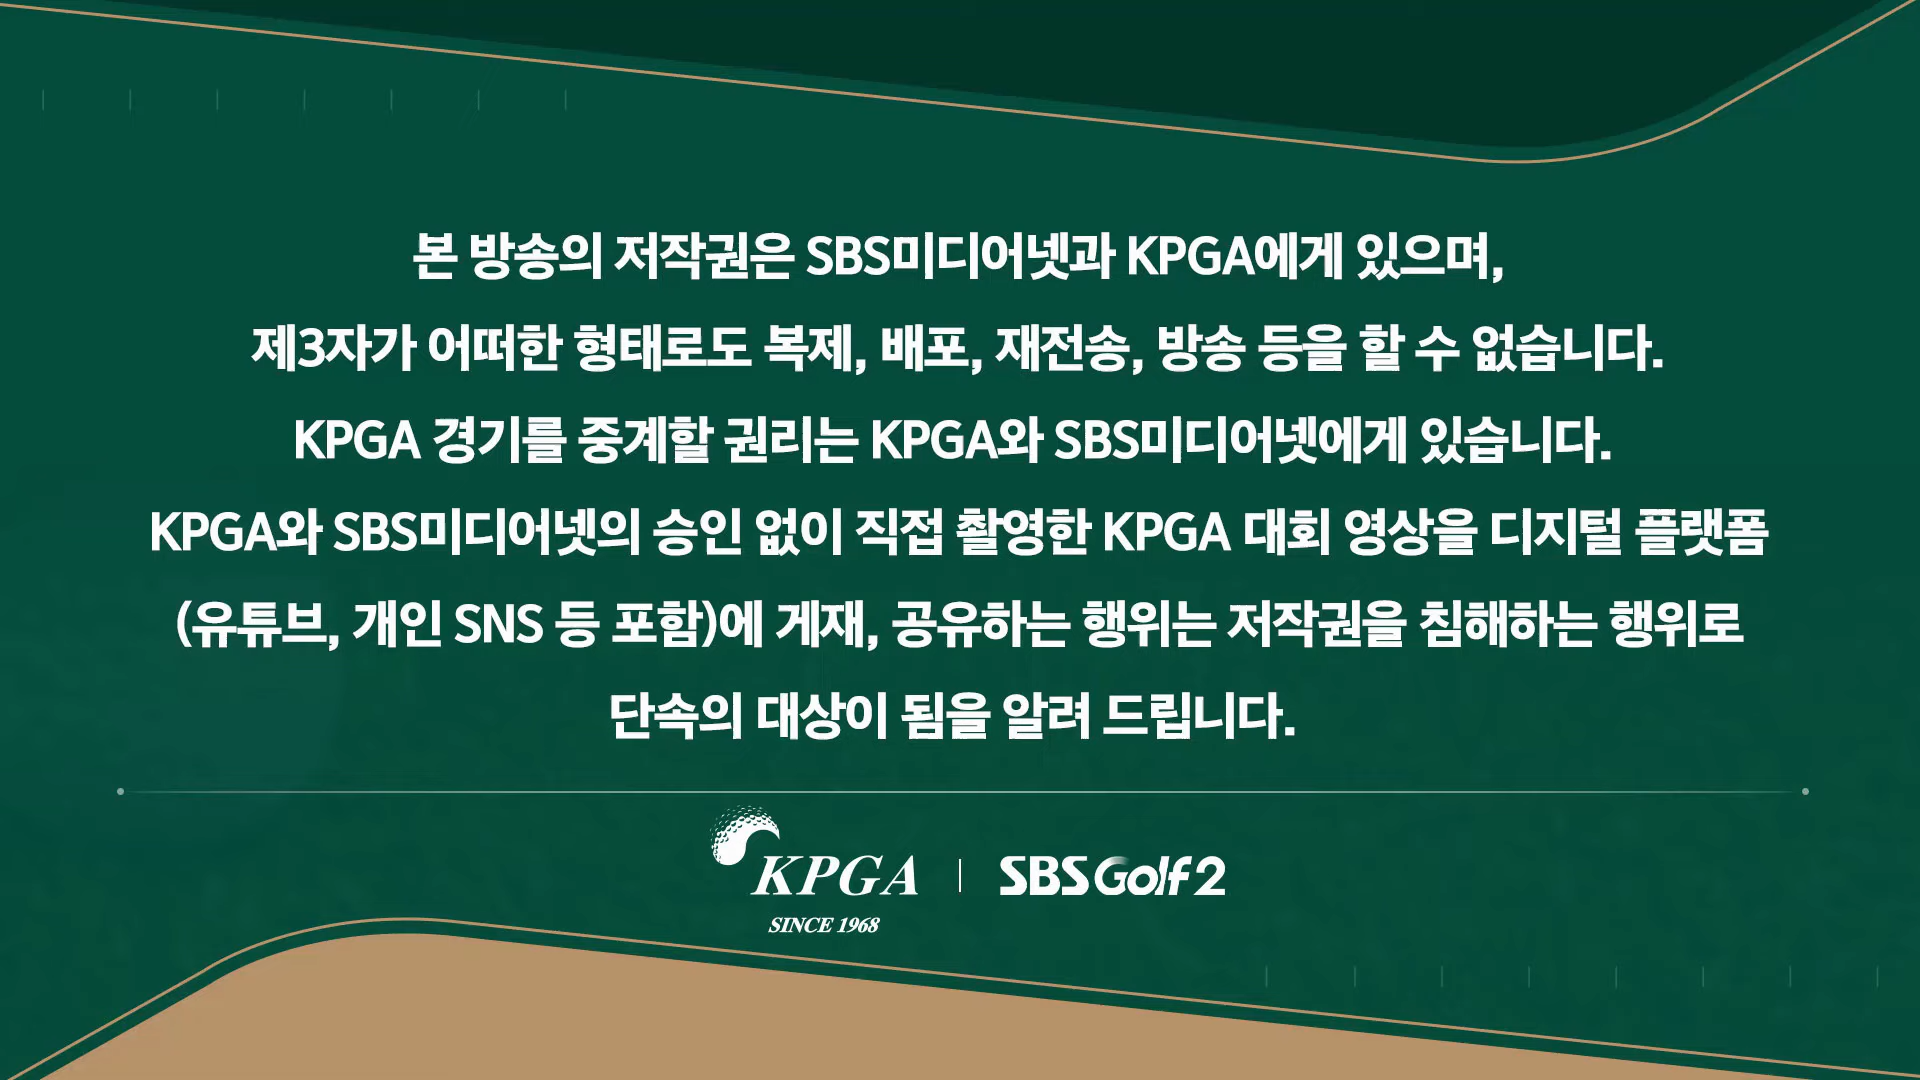 본 방송의 저작권은 SBS미디어넷과 KPGA에게 있으며,
제3자가 어떠한 형태로도 복제, 배포, 재전송, 방송 등을 할 수 없습니다.
KPGA 경기를 중계할 권리는 KPGA와 SBS미디어넷에게 있습니다.
KPGA와 SBS미디어넷의 승인 없이 직접 촬영한 KPGA 대회 영상을 디지털 플랫폼
(유튜브, 개인 SNS 등 포함)에 게재, 공유하는 행위는 저작권을 침해하는 행위로
단속의 대상이 됨을 알려 드립니다.
KPGA | SBS Golf 2
SINCE 1968